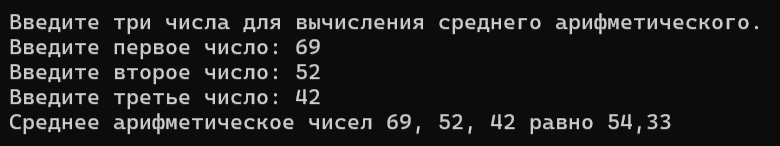 Введите три числа для вычисления среднего арифметического.
Введите первое число: 69
Введите второе число: 52
Введите третье число: 42
Среднее арифметическое чисел 69, 52, 42 равно 54,33